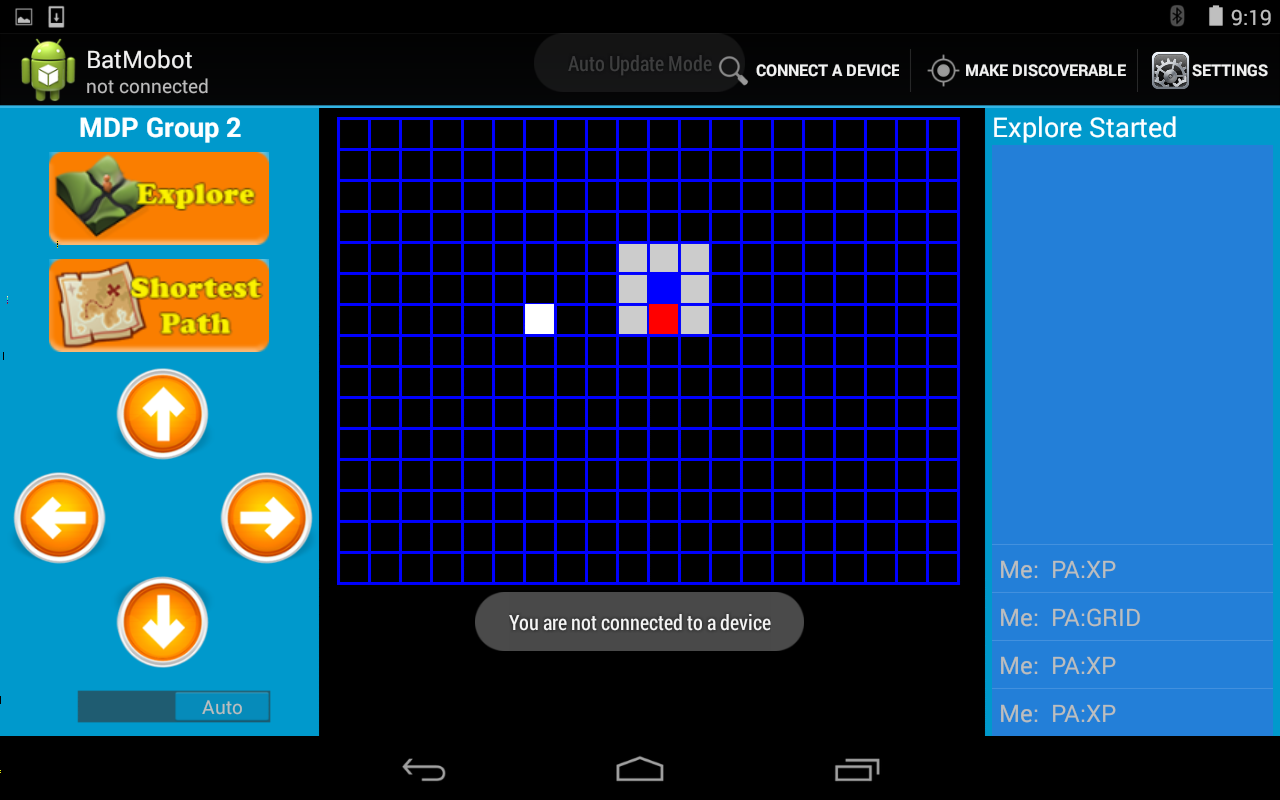 9:19
BatMobot
not connected
Auto Update Mode
CONNECT A DEVICE
MAKE DISCOVERABLE
SETTINGS
MDP Group 2
Explore
Shortest
Path
Auto
You are not connected to a device
Explore Started
Me: PA:XP
Me: PA:GRID
Me: PA:XP
Me: PA:XP